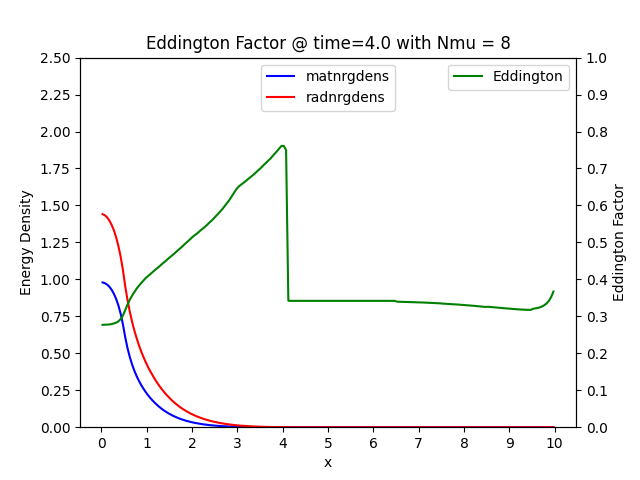 Eddington Factor @ time=4.0 with Nmu = 8
matnrgdens
radnrgdens
Eddington
Energy Density
2.50
2.25
2.00
1.75
1.50
1.25
1.00
0.75
0.50
0.25
0.00
1.0
0.9
0.8
0.7
0.6
0.5
0.4
0.3
0.2
0.1
0.0
Eddington Factor
0 1 2 3 4 5 6 7 8 9 10
x